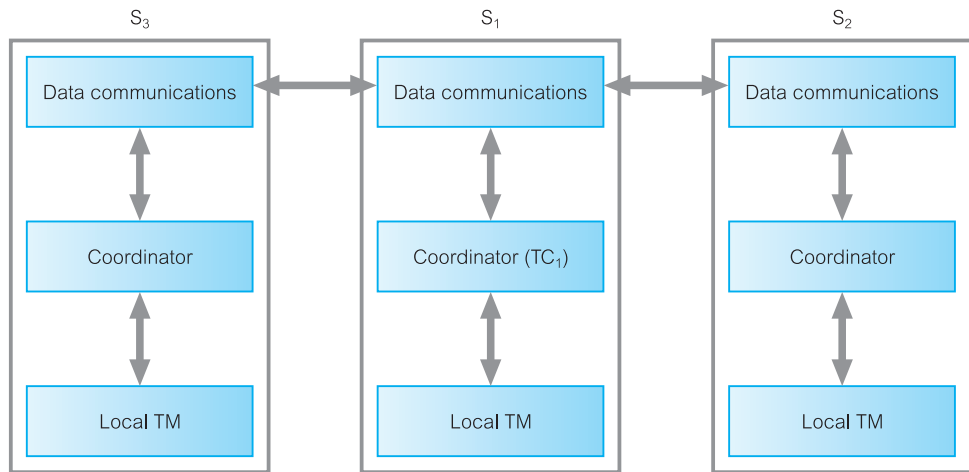 S₃
S₁
S₂
Data communications
Data communications
Data communications
Coordinator
Coordinator (TC₁)
Coordinator
Local TM
Local TM
Local TM